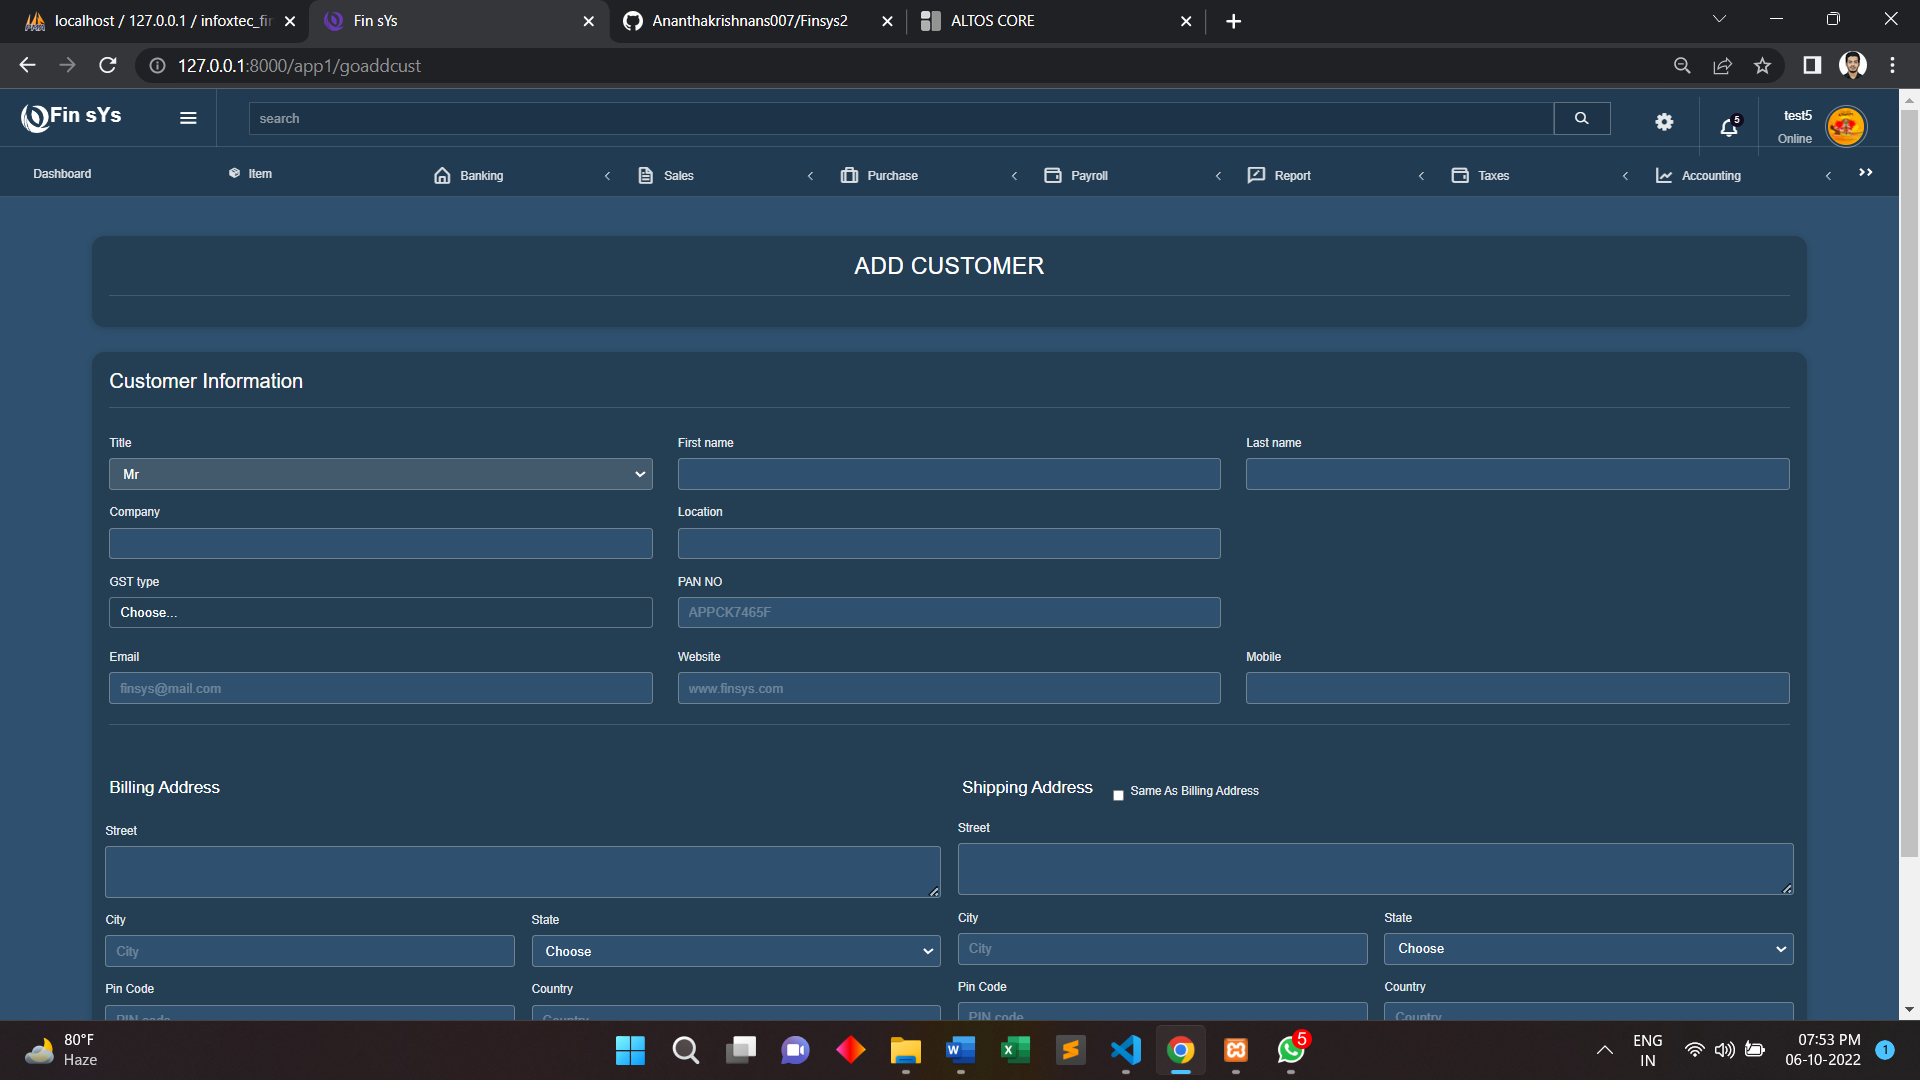 localhost / 127.0.0.1 / infoxtec_fin
Fin sYs
Ananthakrishnans007/Finsys2
ALTOS CORE
127.0.0.1:8000/app1/goaddcust
Fin sYs
search
5
test5
Online
Dashboard
Item
Banking
Sales
Purchase
Payroll
Report
Taxes
Accounting
ADD CUSTOMER
Customer Information
Title
First name
Last name
Mr
Company
Location
GST type
PAN NO
Choose...
APPCK7465F
Email
Website
Mobile
finsys@mail.com
www.finsys.com
Billing Address
Shipping Address
Same As Billing Address
Street
Street
City
State
City
State
City
Choose
City
Choose
Pin Code
Country
Pin Code
Country
PIN code
Country
PIN code
Country
80°F
Haze
5
ENG
IN
07:53 PM
06-10-2022
1